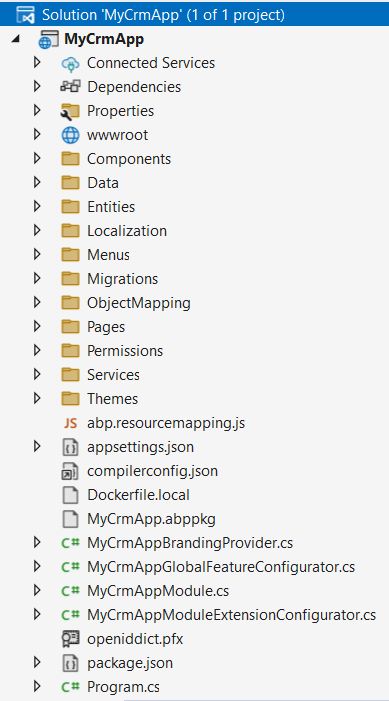 Solution 'MyCrmApp' (1 of 1 project)
MyCrmApp
Connected Services
Dependencies
Properties
wwwroot
Components
Data
Entities
Localization
Menus
Migrations
ObjectMapping
Pages
Permissions
Services
Themes
JS abp.resourcemapping.js
appsettings.json
compilerconfig.json
Dockerfile.local
MyCrmApp.abppkg
C# MyCrmAppBrandingProvider.cs
C# MyCrmAppGlobalFeatureConfigurator.cs
C# MyCrmAppModule.cs
C# MyCrmAppModuleExtensionConfigurator.cs
openiddict.pfx
package.json
C# Program.cs